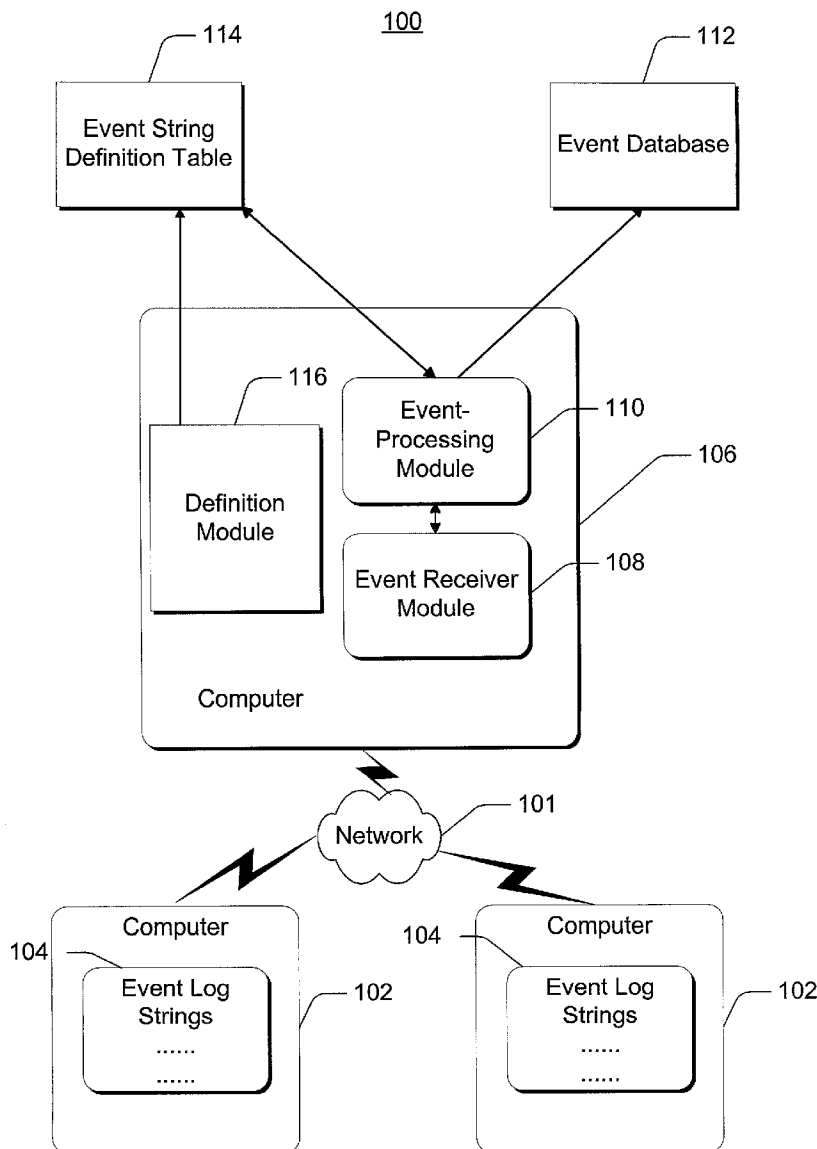 100
114
112
Event String
Definition Table
Event Database
116
Event-
Processing
Module
110
106
Definition
Module
Event Receiver
Module
108
Computer
Network
101
Computer
104
Event Log
Strings
......
......
102
Computer
104
Event Log
Strings
......
......
102